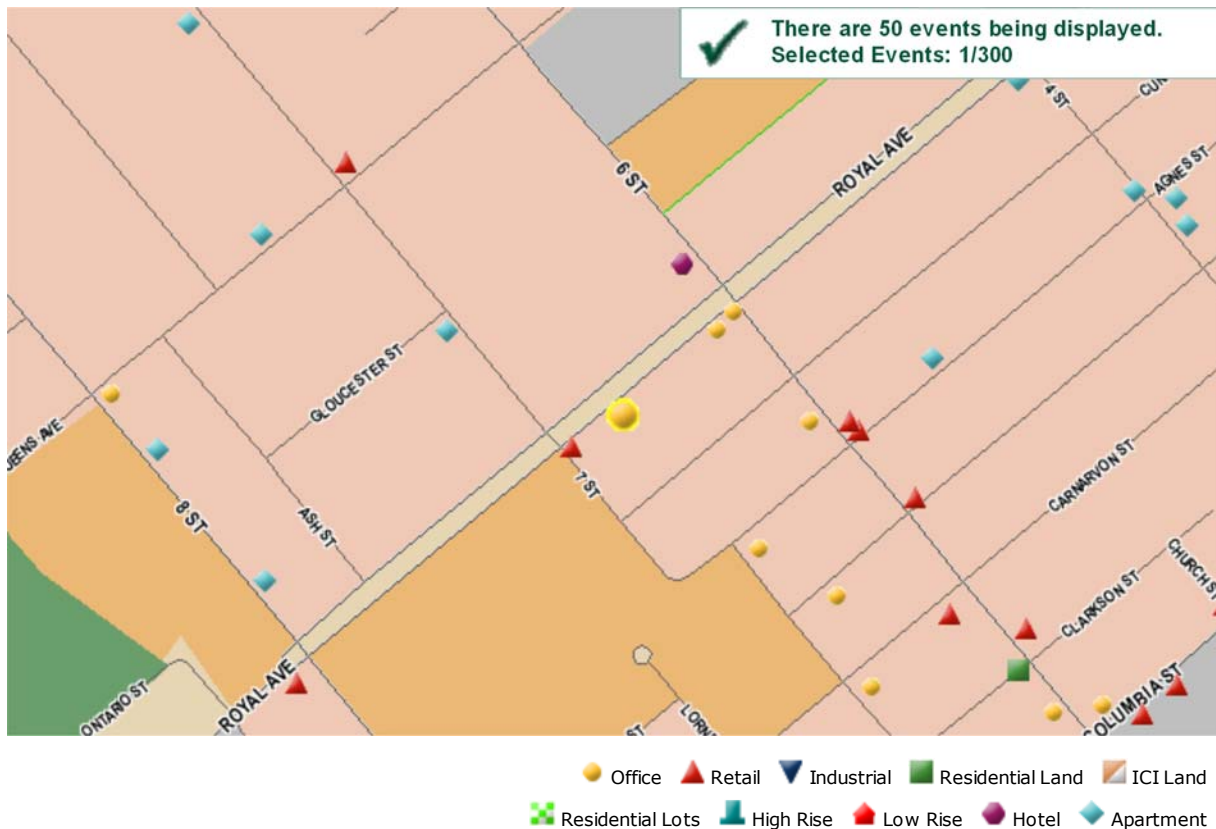 There are 50 events being displayed.
Selected Events: 1/300
4 ST
AGNES ST
ROYAL AVE
6 ST
GLOUCESTER ST
UBENS AVE
8 ST
ASH ST
7 ST
CARNARVON ST
CHURCH ST
CLARKSON ST
COLUMBIA ST
ONTARIO ST
ROYAL AVE
ST
Office Retail Industrial Residential Land ICI Land
Residential Lots High Rise Low Rise Hotel Apartment